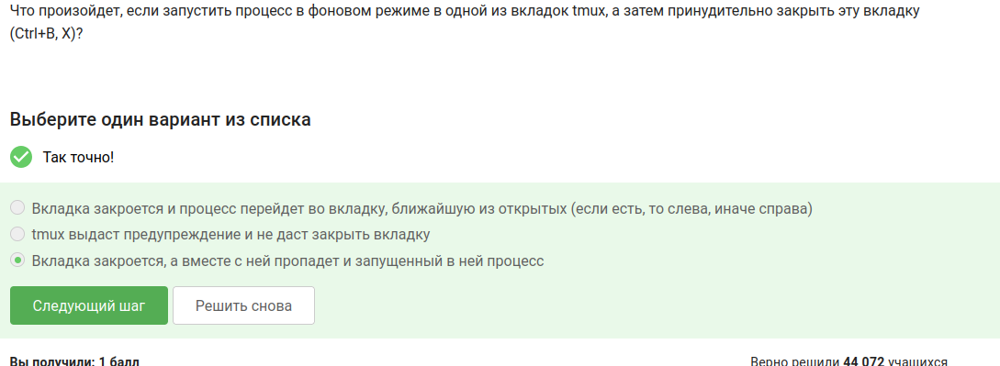 Что произойдет, если запустить процесс в фоновом режиме в одной из вкладок tmux, а затем принудительно закрыть эту вкладку
(Ctrl+B, X)?
Выберите один вариант из списка
Так точно!
Вкладка закроется и процесс перейдет во вкладку, ближайшую из открытых (если есть, то слева, иначе справа)
tmux выдаст предупреждение и не даст закрыть вкладку
Вкладка закроется, а вместе с ней пропадет и запущенный в ней процесс
Следующий шаг Решить снова
Вы получили: 1 балл Верно решили 44 072 учащихся